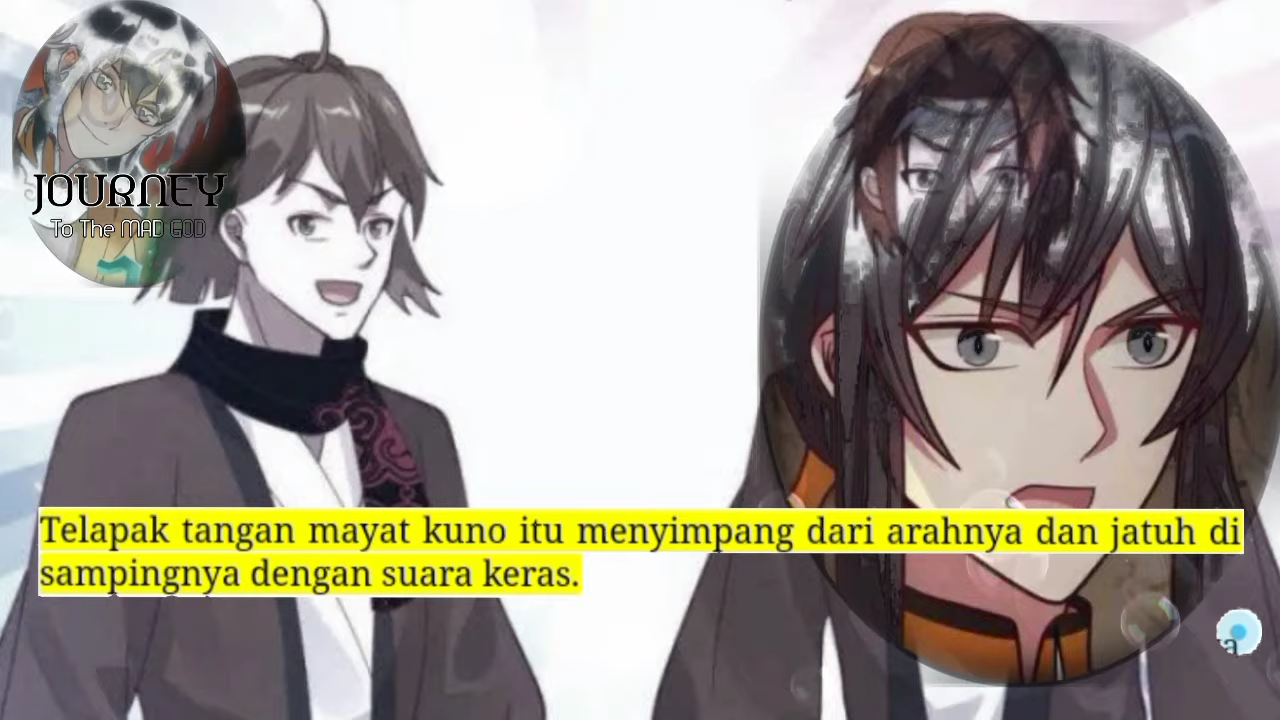 JOURNEY
To The MAD GOD
Telapak tangan mayat kuno itu menyimpang dari arahnya dan jatuh di
sampingnya dengan suara keras.
a